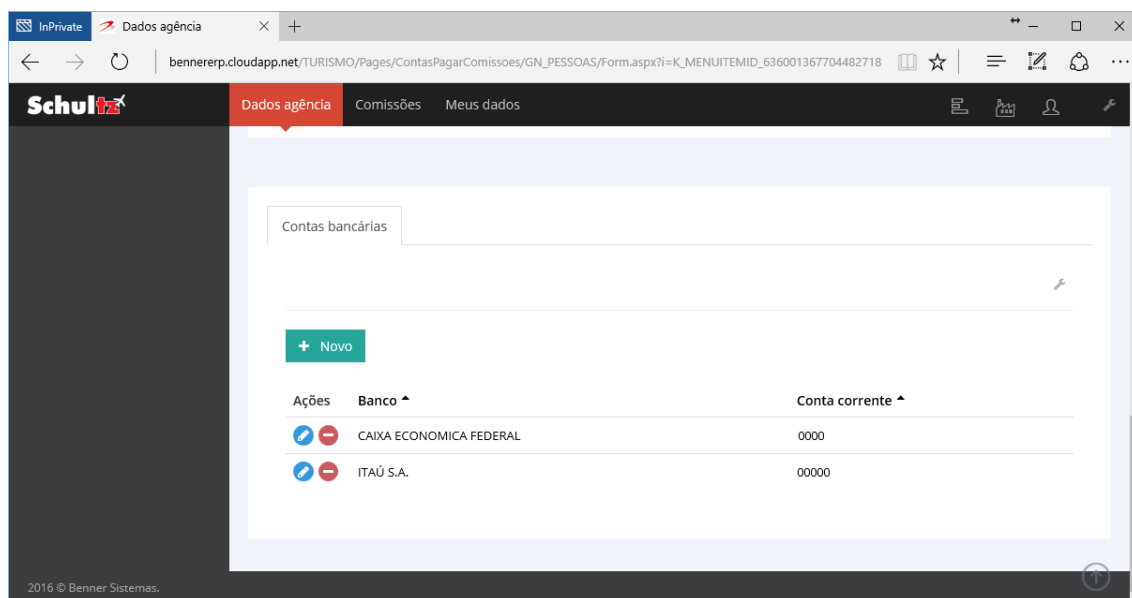 InPrivate Dados agência
bennererp.cloudapp.net/TURISMO/Pages/ContasPagarComissoes/GN_PESSOAS/Form.aspx?i=K_MENUITEMID_636001367704482718
Schultz Dados agência Comissões Meus dados
Contas bancárias
+ Novo
Ações Banco Conta corrente
CAIXA ECONOMICA FEDERAL 0000
ITAÚ S.A. 00000
2016 © Benner Sistemas.